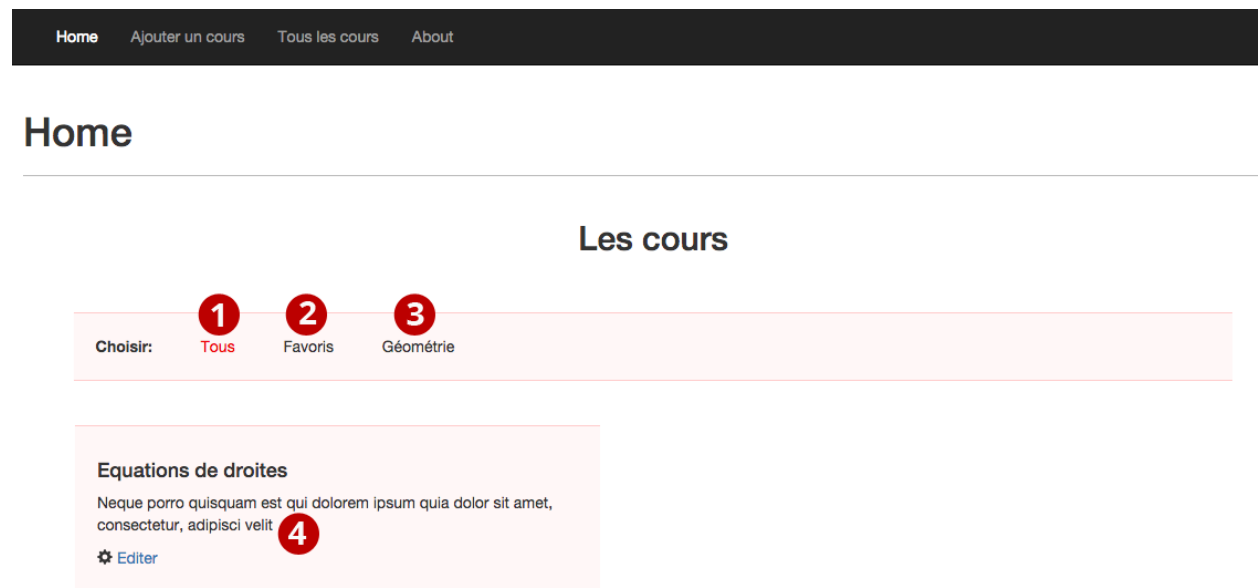 Home Ajouter un cours Tous les cours About
Home
Les cours
1 2 3
Choisir: Tous Favoris Géométrie
Equations de droites
Neque porro quisquam est qui dolorem ipsum quia dolor sit amet,
consectetur, adipisci velit
4
Editer